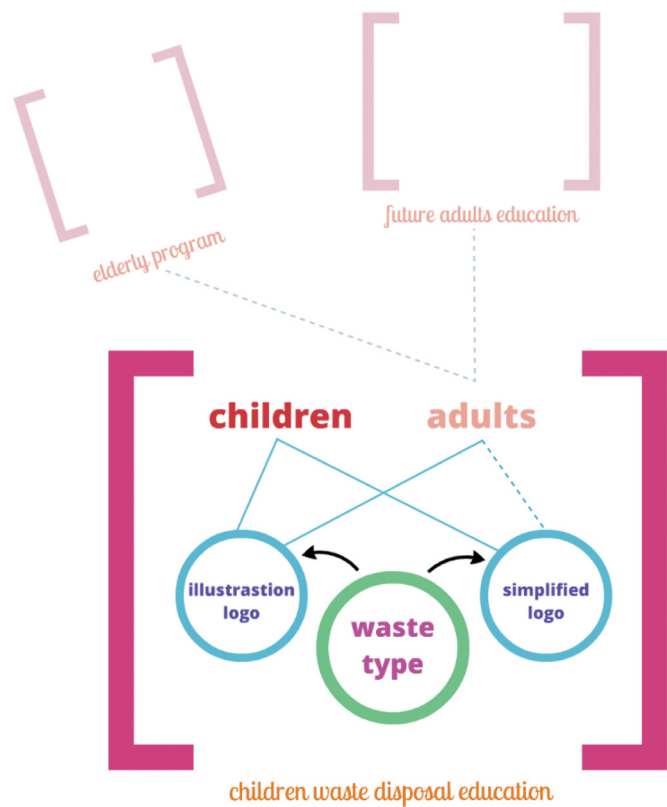 future adults education
elderly program
children
adults
illustrastion
logo
simplified
logo
waste
type
children waste disposal education